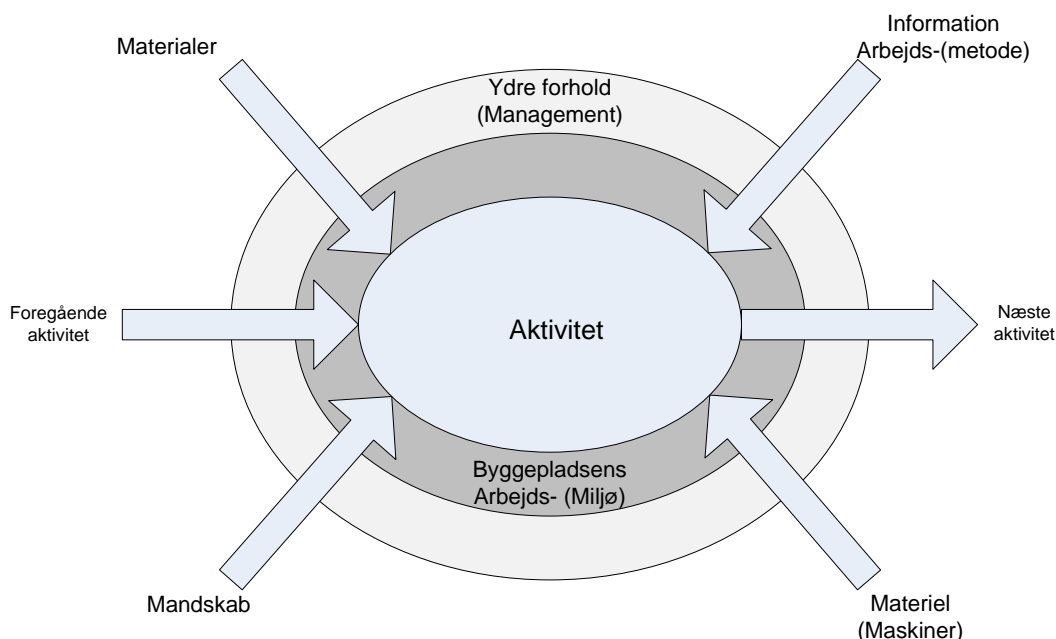 Materialer
Information
Arbejds-(metode)
Ydre forhold
(Management)
Foregående
aktivitet
Aktivitet
Næste
aktivitet
Byggepladsens
Arbejds- (Miljø)
Mandskab
Materiel
(Maskiner)